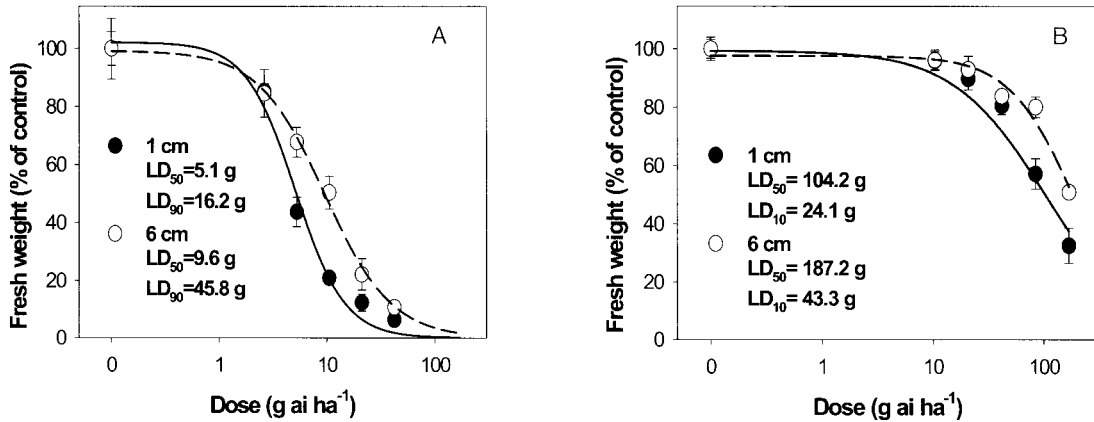 A
Fresh weight (% of control)
100
80
60
40
20
0
1 cm
LD50=5.1 g
LD90=16.2 g
6 cm
LD50=9.6 g
LD90=45.8 g
0 1 10 100
Dose (g ai ha-1)
B
Fresh weight (% of control)
100
80
60
40
20
0
1 cm
LD50= 104.2 g
LD10= 24.1 g
6 cm
LD50= 187.2 g
LD10= 43.3 g
0 1 10 100
Dose (g ai ha-1)